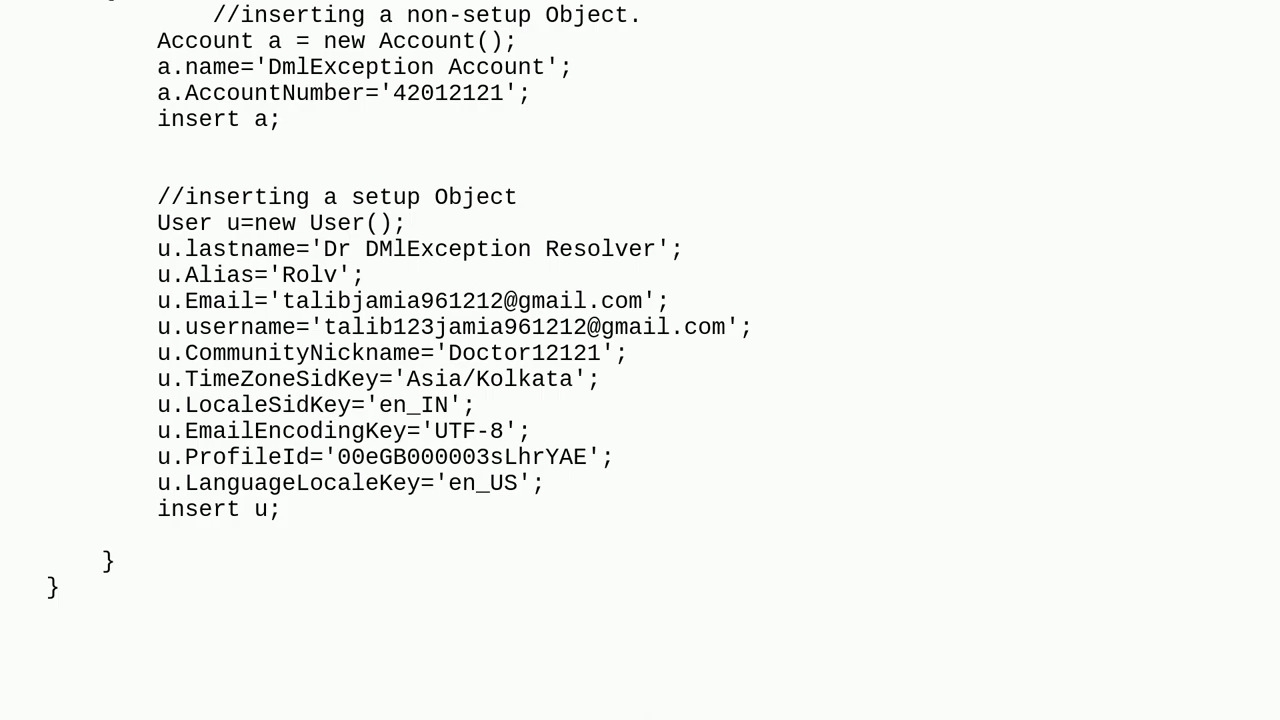 //inserting a non-setup Object.
Account a = new Account();
a.name='DmlException Account';
a.AccountNumber='42012121';
insert a;
//inserting a setup Object
User u=new User();
u.lastname='Dr DMlException Resolver';
u.Alias='Rolv';
u.Email='talibjamia961212@gmail.com';
u.username='talib123jamia961212@gmail.com';
u.CommunityNickname='Doctor12121';
u.TimeZoneSidKey='Asia/Kolkata';
u.LocaleSidKey='en_IN';
u.EmailEncodingKey='UTF-8';
u.ProfileId='00eGB000003sLhrYAE';
u.LanguageLocaleKey='en_US';
insert u;
}
}